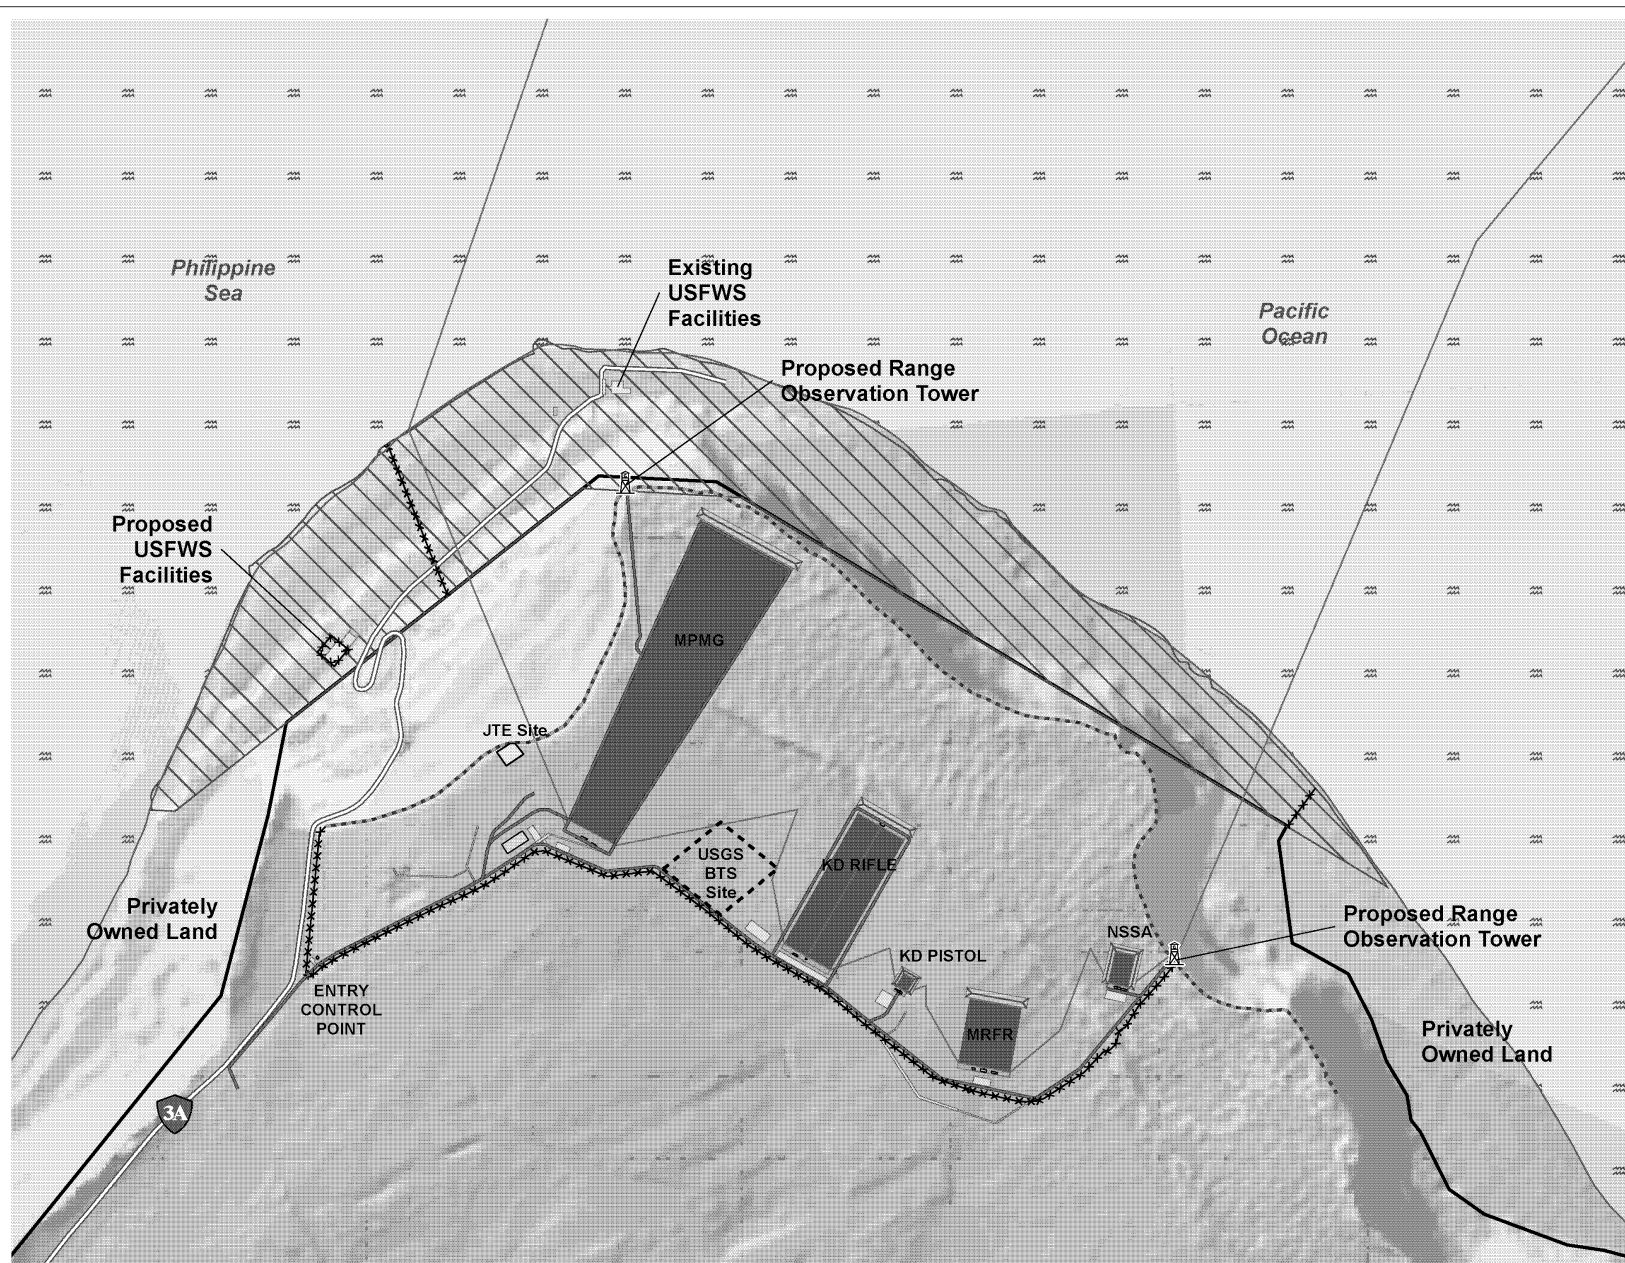 Philippine
Sea
Existing
USFWS
Facilities
Pacific
Ocean
Proposed Range
Observation Tower
Proposed
USFWS
Facilities
MPMG
JTE Site
USGS
BTS
Site
KD RIFLE
Privately
Owned Land
Proposed Range
Observation Tower
NSSA
KD PISTOL
ENTRY
CONTROL
POINT
MRFR
Privately
Owned Land
3A